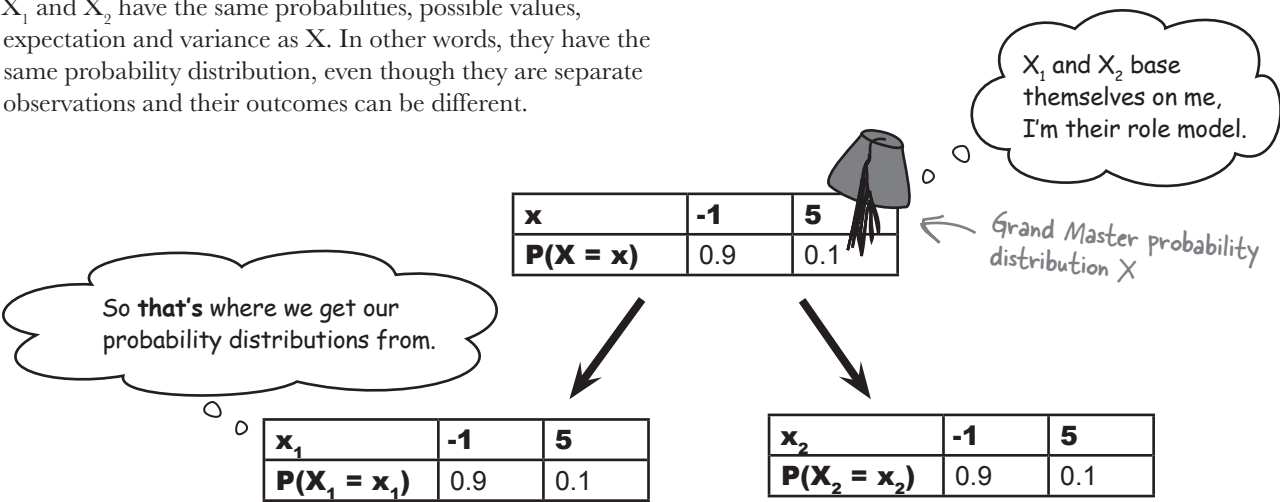 X₁ and X₂ have the same probabilities, possible values,
expectation and variance as X. In other words, they have the
same probability distribution, even though they are separate
observations and their outcomes can be different.
X₁ and X₂ base
themselves on me,
I'm their role model.
x -1 5
P(X = x) 0.9 0.1
Grand Master probability
distribution X
So that's where we get our
probability distributions from.
x₁ -1 5
P(X₁ = x₁) 0.9 0.1
x₂ -1 5
P(X₂ = x₂) 0.9 0.1